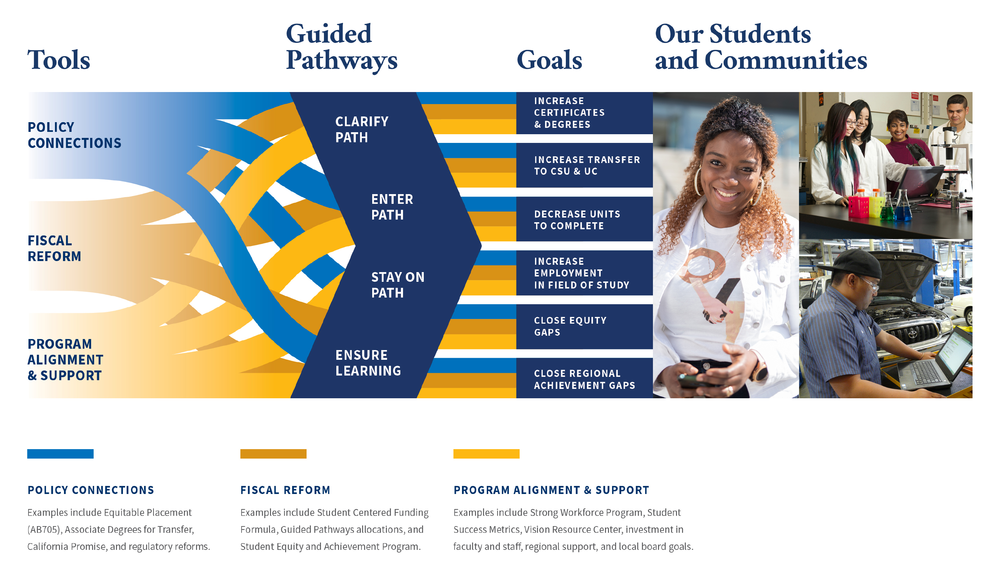 Tools
Guided
Pathways
Goals
Our Students
and Communities
POLICY
CONNECTIONS
FISCAL
REFORM
PROGRAM
ALIGNMENT
& SUPPORT
CLARIFY
PATH
ENTER
PATH
STAY ON
PATH
ENSURE
LEARNING
INCREASE
CERTIFICATES
& DEGREES
INCREASE TRANSFER
TO CSU & UC
DECREASE UNITS
TO COMPLETE
INCREASE
EMPLOYMENT
IN FIELD OF STUDY
CLOSE EQUITY
GAPS
CLOSE REGIONAL
ACHIEVEMENT GAPS
POLICY CONNECTIONS
Examples include Equitable Placement
(AB705), Associate Degrees for Transfer,
California Promise, and regulatory reforms.
FISCAL REFORM
Examples include Student Centered Funding
Formula, Guided Pathways allocations, and
Student Equity and Achievement Program.
PROGRAM ALIGNMENT & SUPPORT
Examples include Strong Workforce Program, Student
Success Metrics, Vision Resource Center, investment in
faculty and staff, regional support, and local board goals.